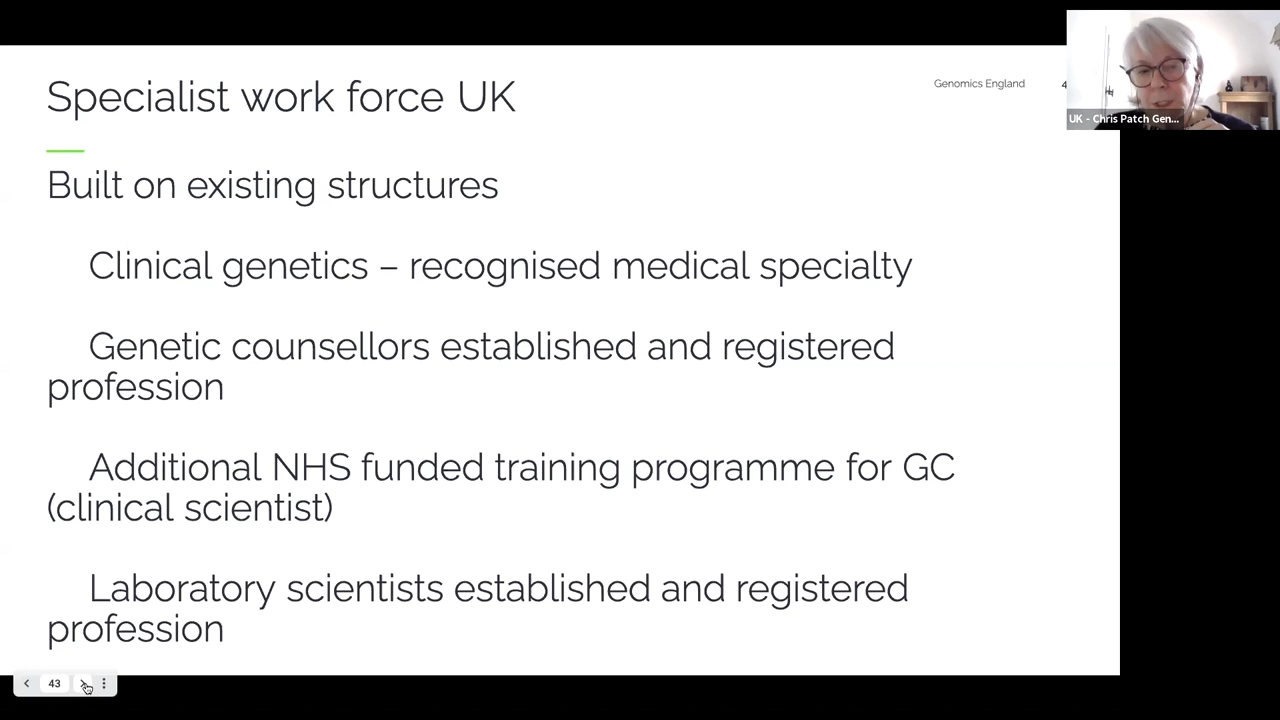 Specialist work force UK
Genomics England
4
UK - Chris Patch Gen...
Built on existing structures
Clinical genetics – recognised medical specialty
Genetic counsellors established and registered
profession
Additional NHS funded training programme for GC
(clinical scientist)
Laboratory scientists established and registered
profession
43